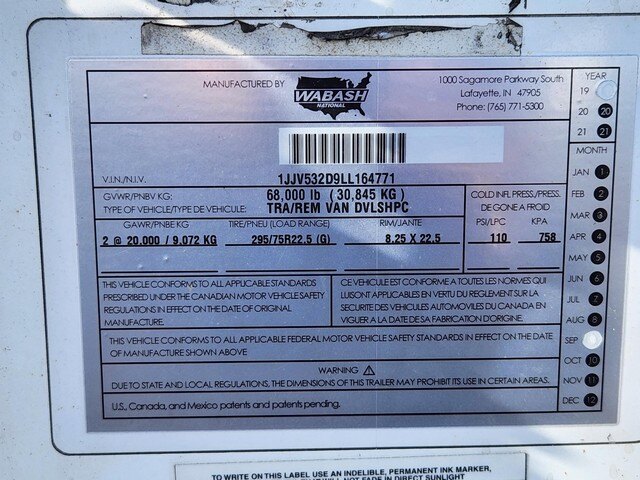 MANUFACTURED BY
WABASH
NATIONAL
1000 Sagamore Parkway South
Lafayette, IN 47905
Phone: (765) 771-5300
YEAR
19
20 20
21 21
MONTH
JAN 1
FEB 2
MAR 3
APR 4
MAY 5
JUN 6
JUL 7
AUG 8
SEP
OCT 10
NOV 11
DEC 12
V.I.N./N.I.V. 1JJV532D9LL164771
GVWR/PNBV KG: 68,000 lb (30,845 KG)
TYPE OF VEHICLE/TYPE DE VEHICULE: TRA/REM VAN DVLSHPC
COLD INFL.PRESS/PRESS.
DE GONE A FROID
GAWR/PNBE KG TIRE/PNEU (LOAD RANGE) RIM/JANTE PSI/LPC KPA
2 @ 20,000 / 9,072 KG 295/75R22.5 (G) 8.25 X 22.5 110 758
THIS VEHICLE CONFORMS TO ALL APPLICABLE STANDARDS
PRESCRIBED UNDER THE CANADIAN MOTOR VEHICLE SAFETY
REGULATIONS IN EFFECT ON THE DATE OF ORIGINAL
MANUFACTURE.
CE VEHICULE EST CONFORME A TOUTES LES NORMES QUI
LUI SONT APPLICABLES EN VERTU DU REGLEMENT SUR LA
SECURITE DES VEHICULES AUTOMOBILES DU CANADA EN
VIGUER A LA DATE DE SA FABRICATION D'ORIGINE.
THIS VEHICLE CONFORMS TO ALL APPLICABLE FEDERAL MOTOR VEHICLE SAFETY STANDARDS IN EFFECT ON THE DATE
OF MANUFACTURE SHOWN ABOVE
WARNING
DUE TO STATE AND LOCAL REGULATIONS, THE DIMENSIONS OF THIS TRAILER MAY PROHIBIT ITS USE IN CERTAIN AREAS.
U.S., Canada, and Mexico patents and patents pending.
TO WRITE ON THIS LABEL USE AN INDELIBLE, PERMANENT INK MARKER,
WILL NOT FADE IN DIRECT SUNLIGHT